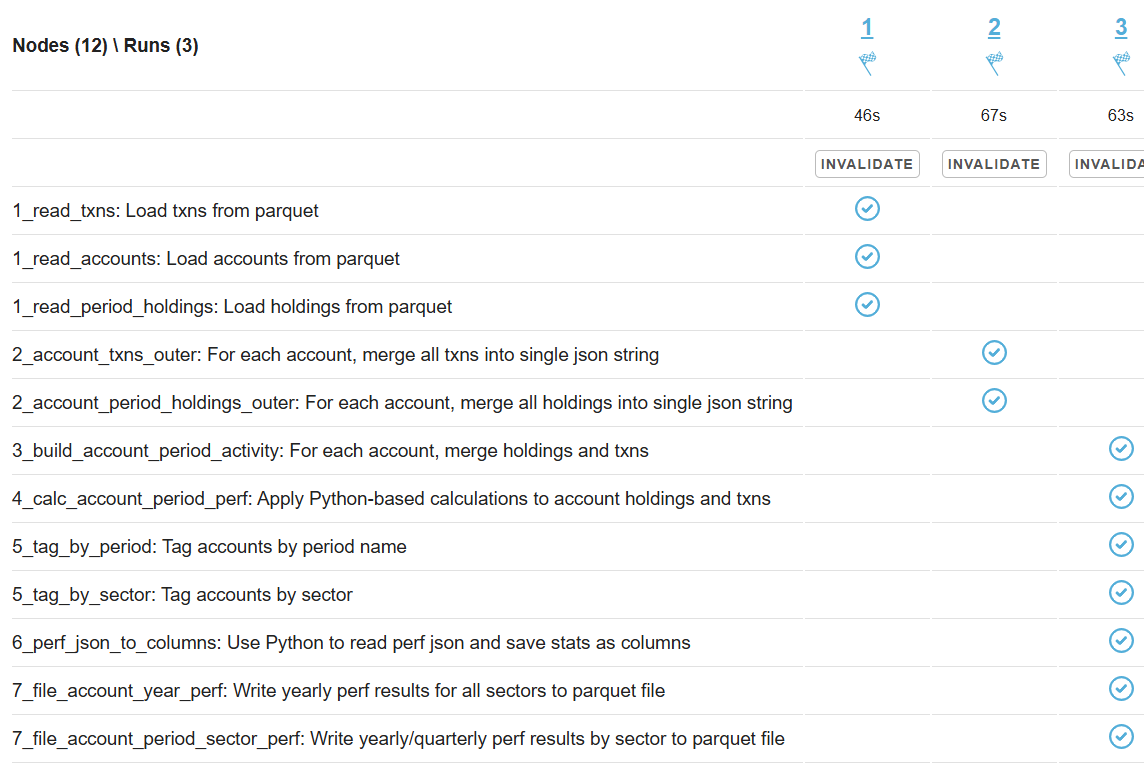 1 2 3
Nodes (12) \ Runs (3)
46s 67s 63s
INVALIDATE INVALIDATE INVALIDA
1_read_txns: Load txns from parquet
1_read_accounts: Load accounts from parquet
1_read_period_holdings: Load holdings from parquet
2_account_txns_outer: For each account, merge all txns into single json string
2_account_period_holdings_outer: For each account, merge all holdings into single json string
3_build_account_period_activity: For each account, merge holdings and txns
4_calc_account_period_perf: Apply Python-based calculations to account holdings and txns
5_tag_by_period: Tag accounts by period name
5_tag_by_sector: Tag accounts by sector
6_perf_json_to_columns: Use Python to read perf json and save stats as columns
7_file_account_year_perf: Write yearly perf results for all sectors to parquet file
7_file_account_period_sector_perf: Write yearly/quarterly perf results by sector to parquet file